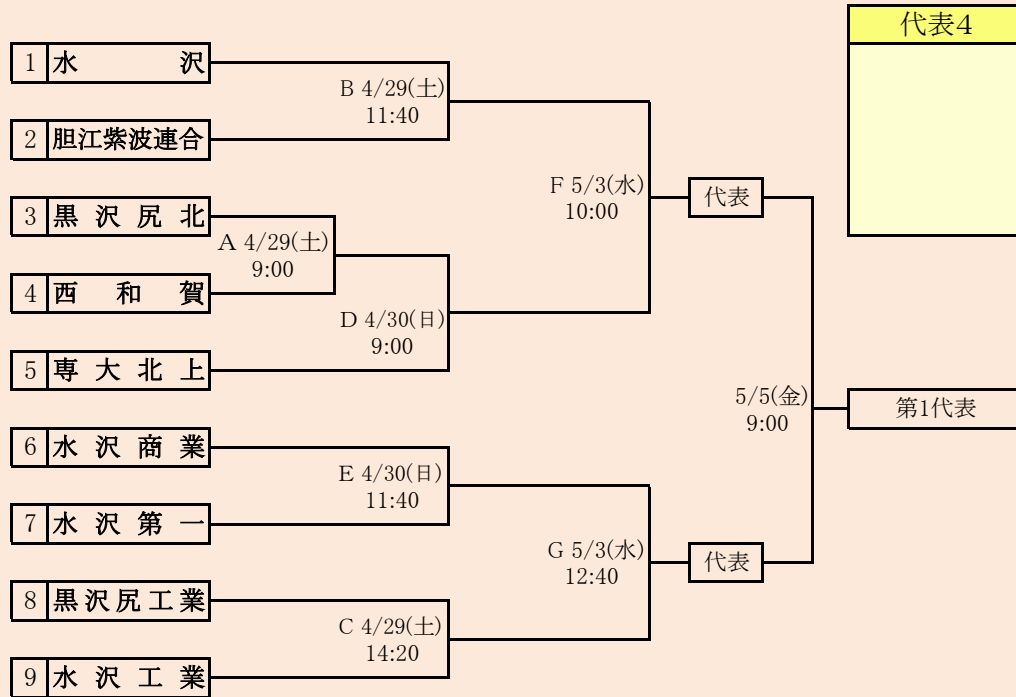 代表4
1 水 沢
B 4/29(土)
11:40
2 胆江紫波連合
3 黒沢尻北
A 4/29(土)
9:00
4 西和賀
F 5/3(水)
10:00
代表
D 4/30(日)
9:00
5 専大北上
5/5(金)
9:00
第1代表
6 水沢商業
E 4/30(日)
11:40
7 水沢第一
G 5/3(水)
12:40
代表
8 黒沢尻工業
C 4/29(土)
14:20
9 水沢工業